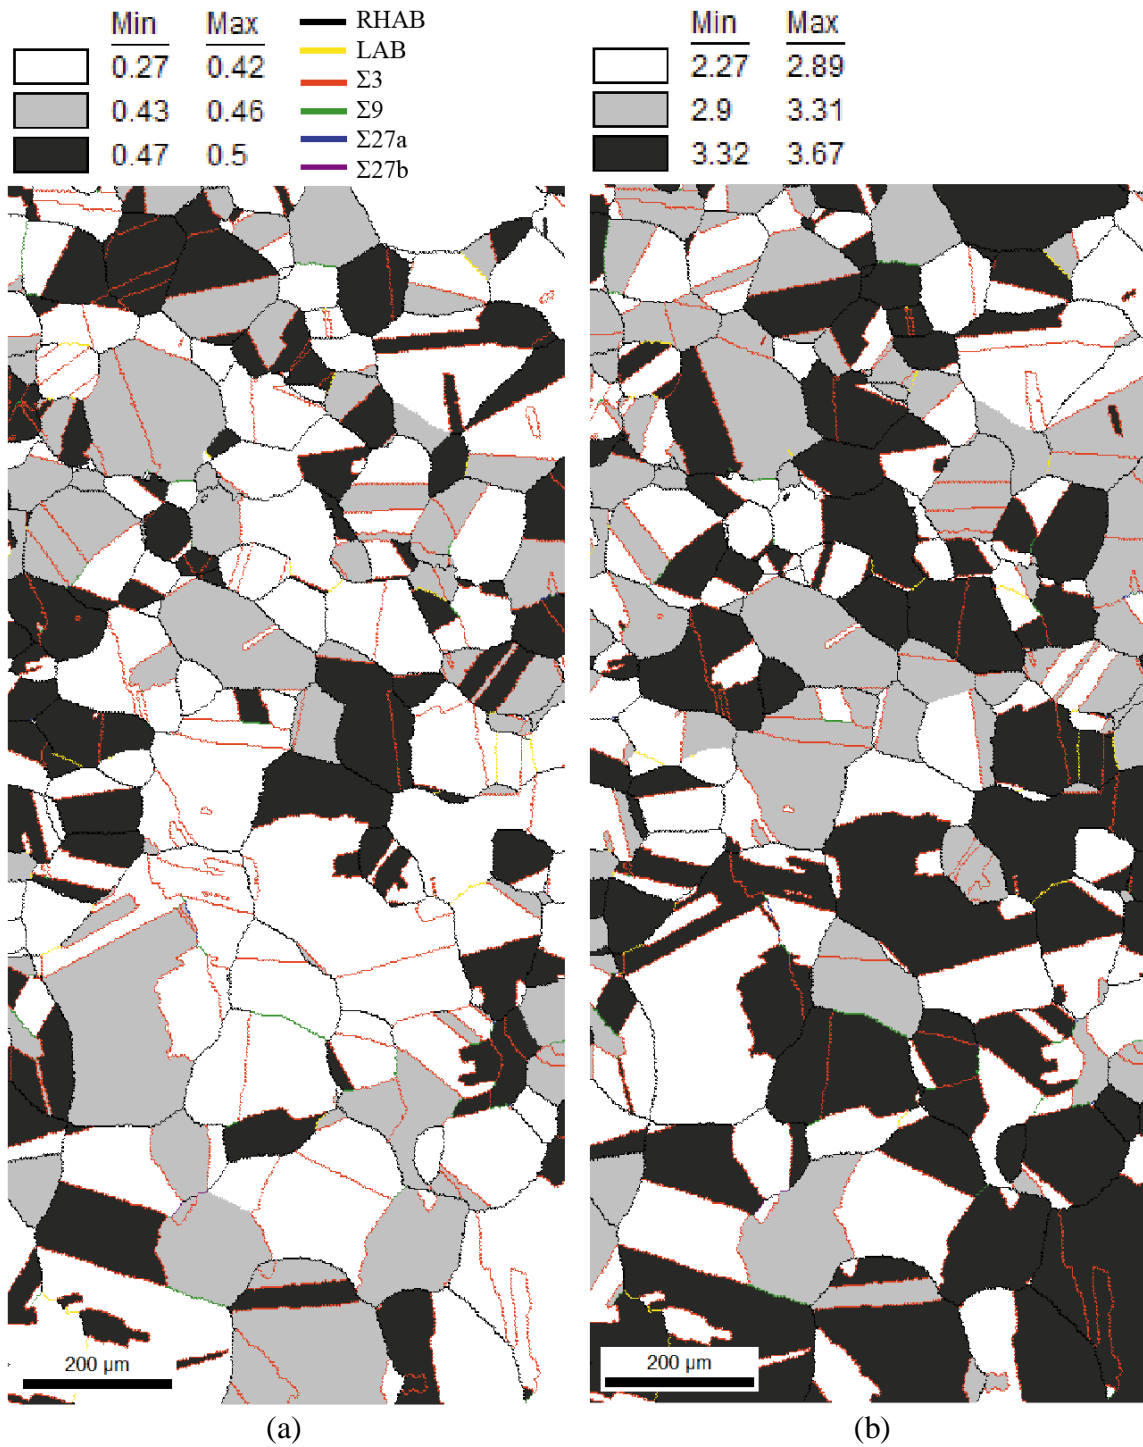 Min Max
0.27 0.42
0.43 0.46
0.47 0.5
RHAB
LAB
Σ3
Σ9
Σ27a
Σ27b
Min Max
2.27 2.89
2.9 3.31
3.32 3.67
200 µm
200 µm
(a)
(b)